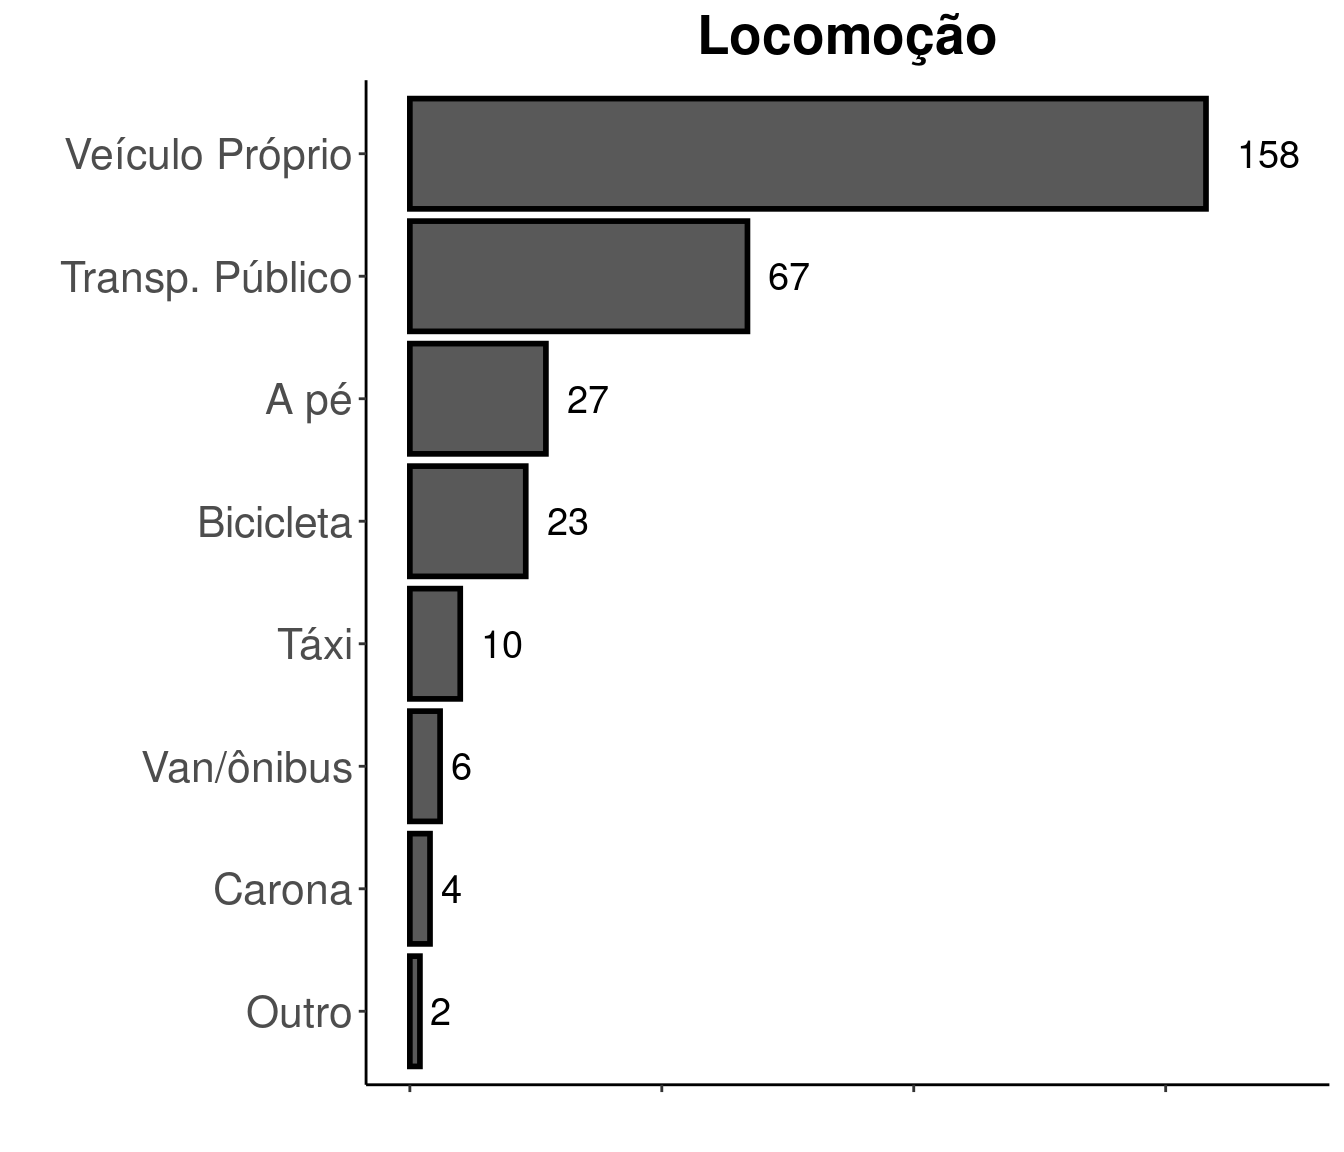 Locomoção
Veículo Próprio 158
Transp. Público 67
A pé 27
Bicicleta 23
Táxi 10
Van/ônibus 6
Carona 4
Outro 2